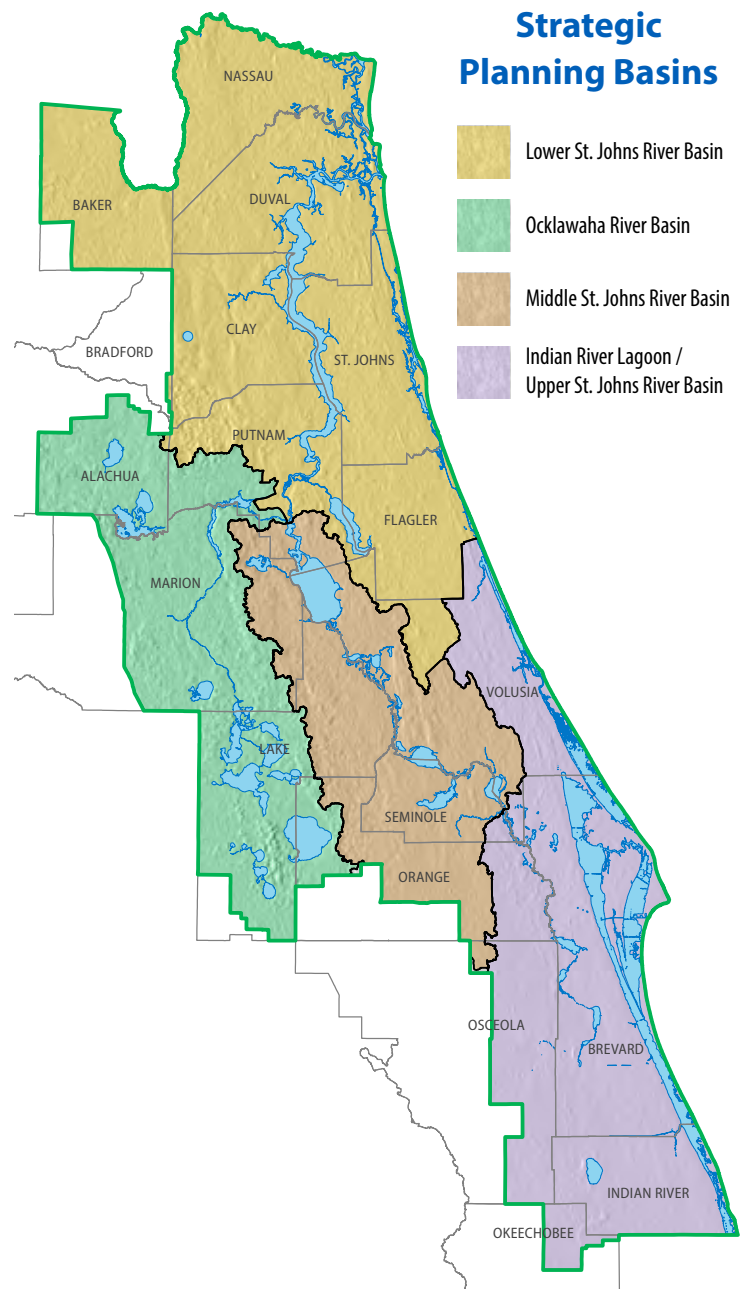 Strategic
Planning Basins
Lower St. Johns River Basin
Ocklawaha River Basin
Middle St. Johns River Basin
Indian River Lagoon /
Upper St. Johns River Basin
NASSAU
BAKER
DUVAL
CLAY
BRADFORD
ST. JOHNS
PUTNAM
ALACHUA
FLAGLER
MARION
VOLUSIA
LAKE
SEMINOLE
ORANGE
OSCEOLA
BREVARD
INDIAN RIVER
OKEECHOBEE